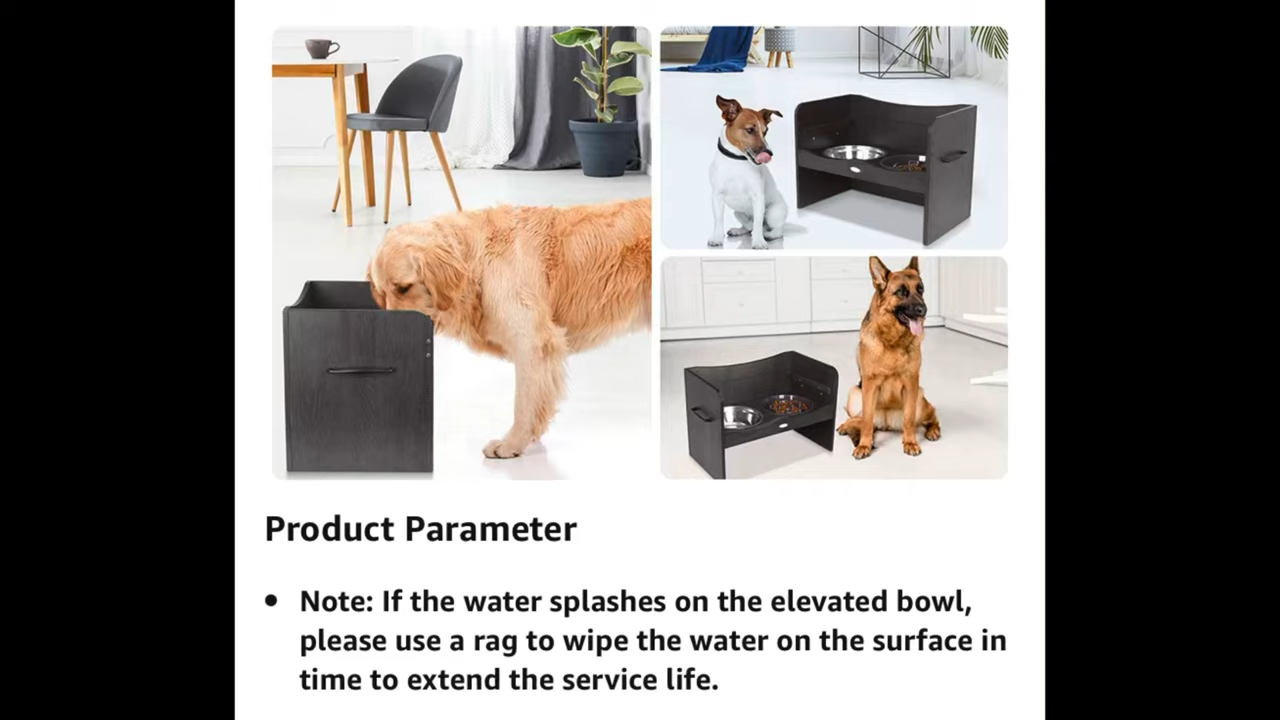 Product Parameter
• Note: If the water splashes on the elevated bowl,
please use a rag to wipe the water on the surface in
time to extend the service life.